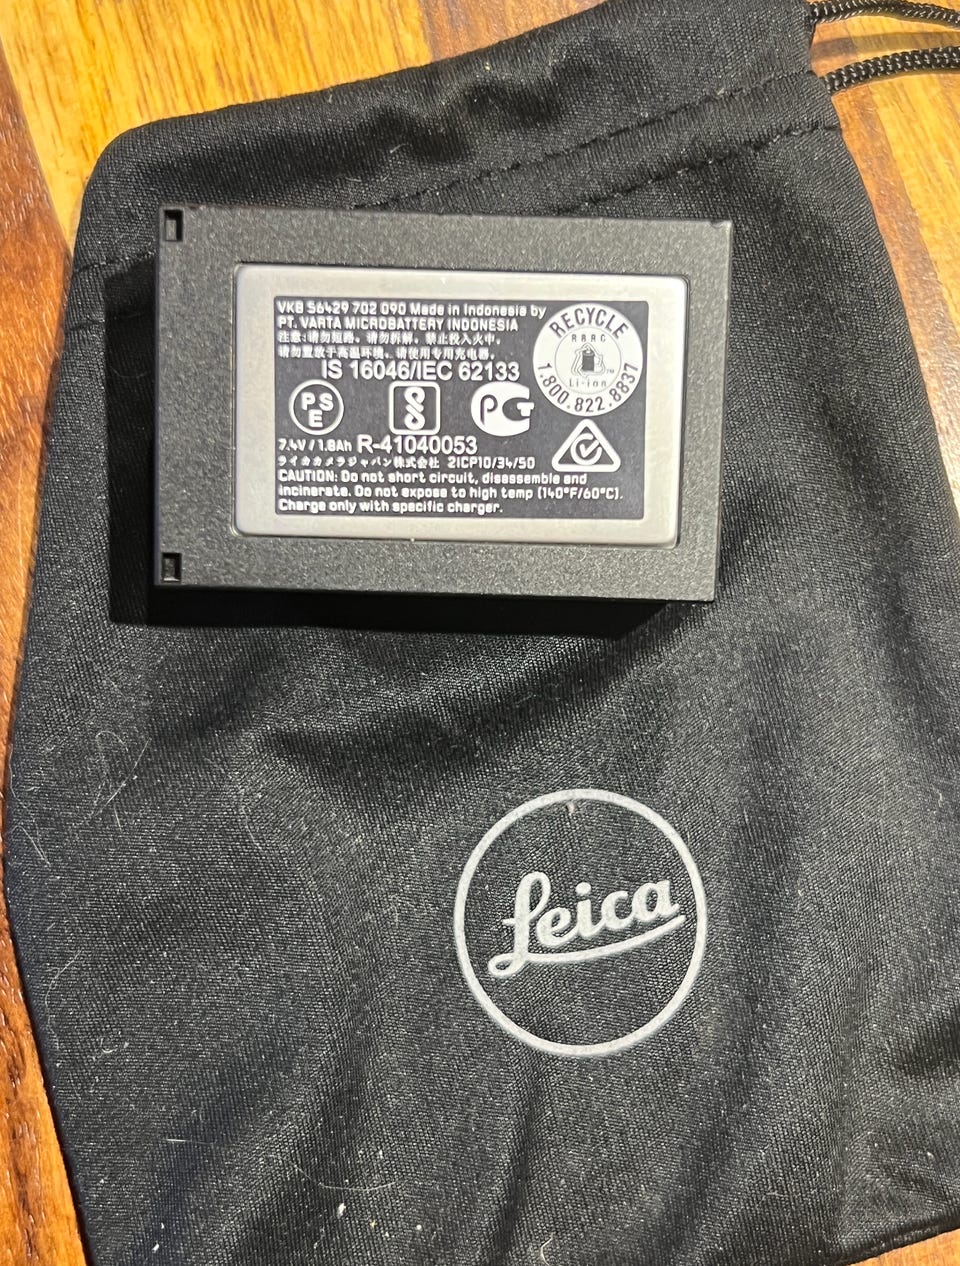 VKB 56429 702 090 Made in Indonesia by
PT. VARTA MICROBATTERY INDONESIA
注意:请勿短路。请勿拆解。禁止投入火中。
请勿置放于高温环境。请使用专用充电器。
IS 16046/IEC 62133
RECYCLE
RBRC
Li-ion
TM
1.800.822.8837
PS
E
7.4V / 1.8Ah R-41040053
ライカカメラジャパン株式会社 2ICP10/34/50
CAUTION: Do not short circuit, disassemble and
incinerate. Do not expose to high temp (140°F/60°C).
Charge only with specific charger.
Leica